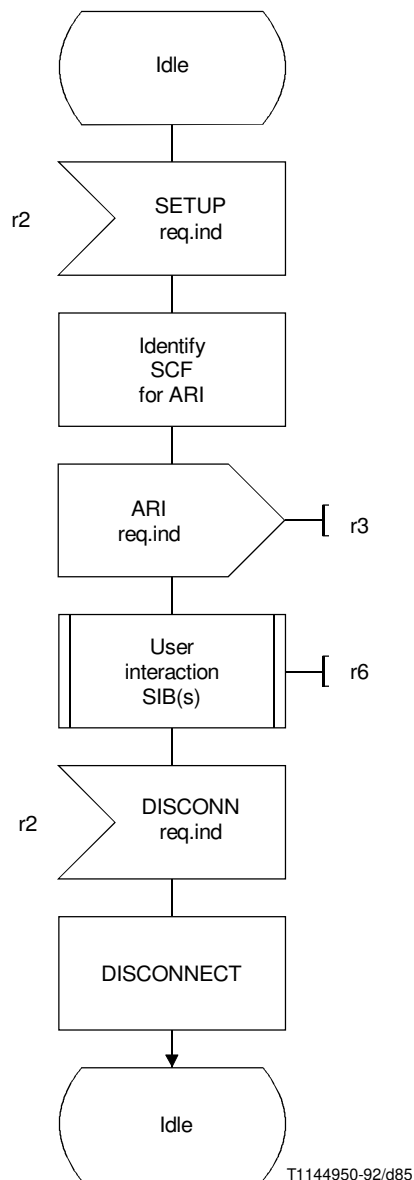 Idle
r2
SETUP
req.ind
Identify
SCF
for ARI
ARI
req.ind
r3
User
interaction
SIB(s)
r6
r2
DISCONN
req.ind
DISCONNECT
Idle
T1144950-92/d85